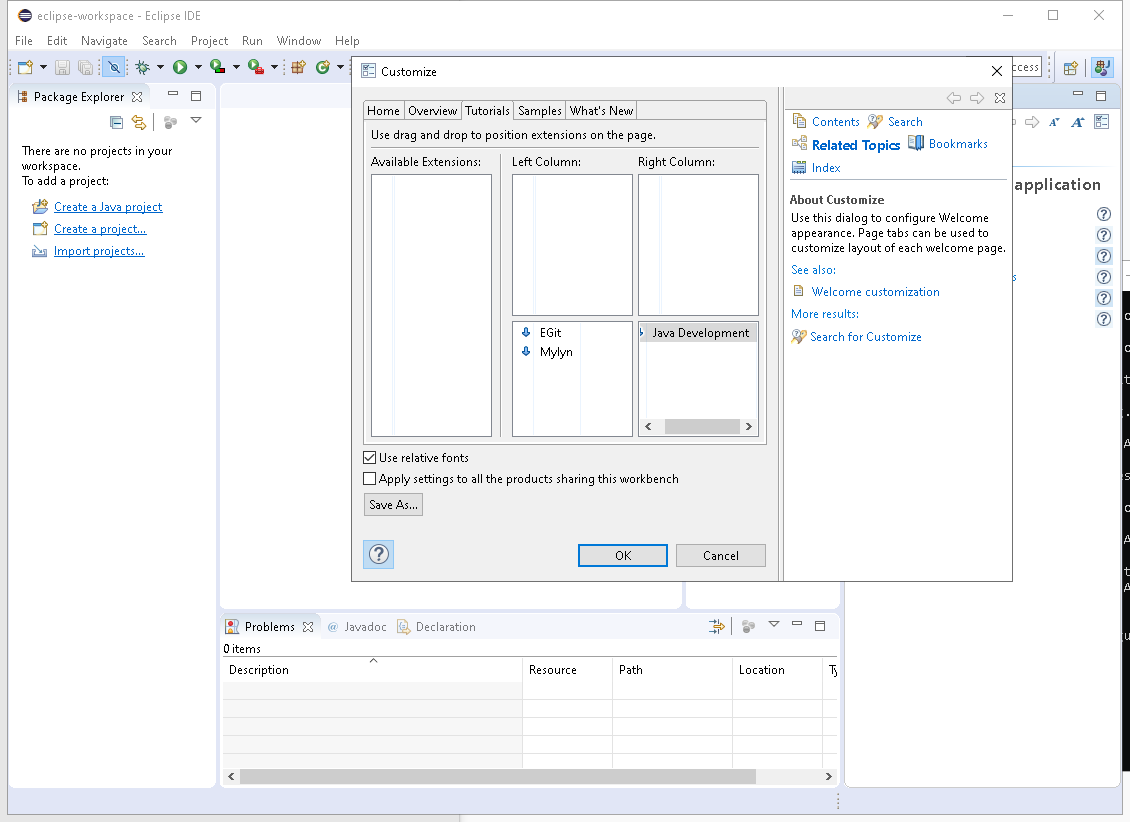 eclipse-workspace - Eclipse IDE
File Edit Navigate Search Project Run Window Help
Customize
Package Explorer
There are no projects in your
workspace.
To add a project:
Create a Java project
Create a project...
Import projects...
Home Overview Tutorials Samples What's New
Use drag and drop to position extensions on the page.
Available Extensions: Left Column: Right Column:
EGit
Mylyn
Java Development
Use relative fonts
Apply settings to all the products sharing this workbench
Save As...
OK Cancel
Contents Search
Related Topics Bookmarks
Index
About Customize
Use this dialog to configure Welcome
appearance. Page tabs can be used to
customize layout of each welcome page.
See also:
Welcome customization
More results:
Search for Customize
application
Problems Javadoc Declaration
0 items
Description Resource Path Location